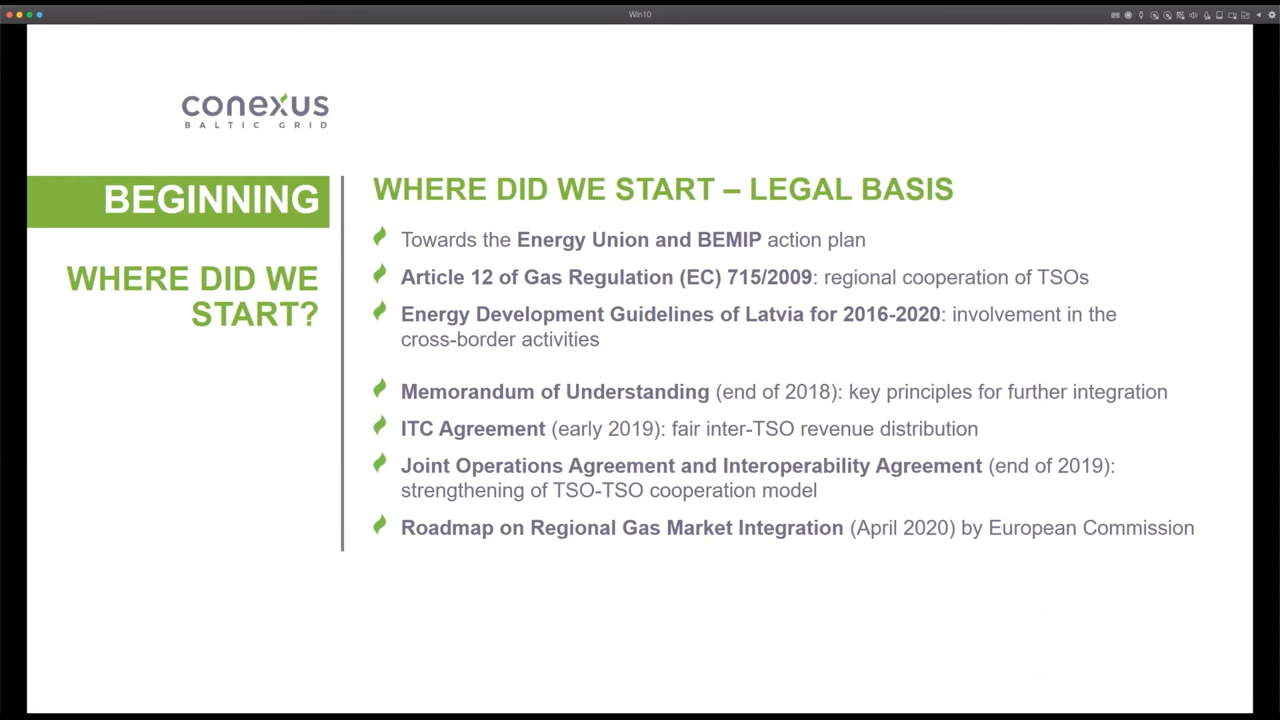 Win10
conexus
BALTIC GRID
BEGINNING
WHERE DID WE
START?
WHERE DID WE START – LEGAL BASIS
Towards the Energy Union and BEMIP action plan
Article 12 of Gas Regulation (EC) 715/2009: regional cooperation of TSOs
Energy Development Guidelines of Latvia for 2016-2020: involvement in the
cross-border activities
Memorandum of Understanding (end of 2018): key principles for further integration
ITC Agreement (early 2019): fair inter-TSO revenue distribution
Joint Operations Agreement and Interoperability Agreement (end of 2019):
strengthening of TSO-TSO cooperation model
Roadmap on Regional Gas Market Integration (April 2020) by European Commission